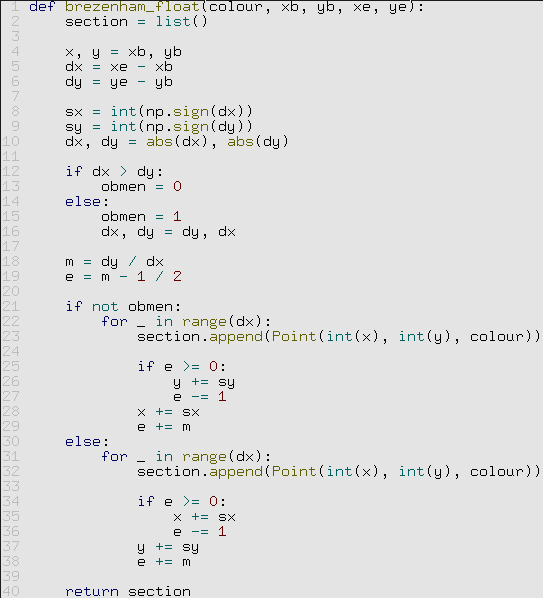 1 def brezenham_float(colour, xb, yb, xe, ye):
2     section = list()
3
4     x, y = xb, yb
5     dx = xe - xb
6     dy = ye - yb
7
8     sx = int(np.sign(dx))
9     sy = int(np.sign(dy))
10     dx, dy = abs(dx), abs(dy)
11
12     if dx > dy:
13         obmen = 0
14     else:
15         obmen = 1
16         dx, dy = dy, dx
17
18     m = dy / dx
19     e = m - 1 / 2
20
21     if not obmen:
22         for _ in range(dx):
23             section.append(Point(int(x), int(y), colour))
24
25             if e >= 0:
26                 y += sy
27                 e -= 1
28             x += sx
29             e += m
30     else:
31         for _ in range(dx):
32             section.append(Point(int(x), int(y), colour))
33
34             if e >= 0:
35                 x += sx
36                 e -= 1
37             y += sy
38             e += m
39
40     return section